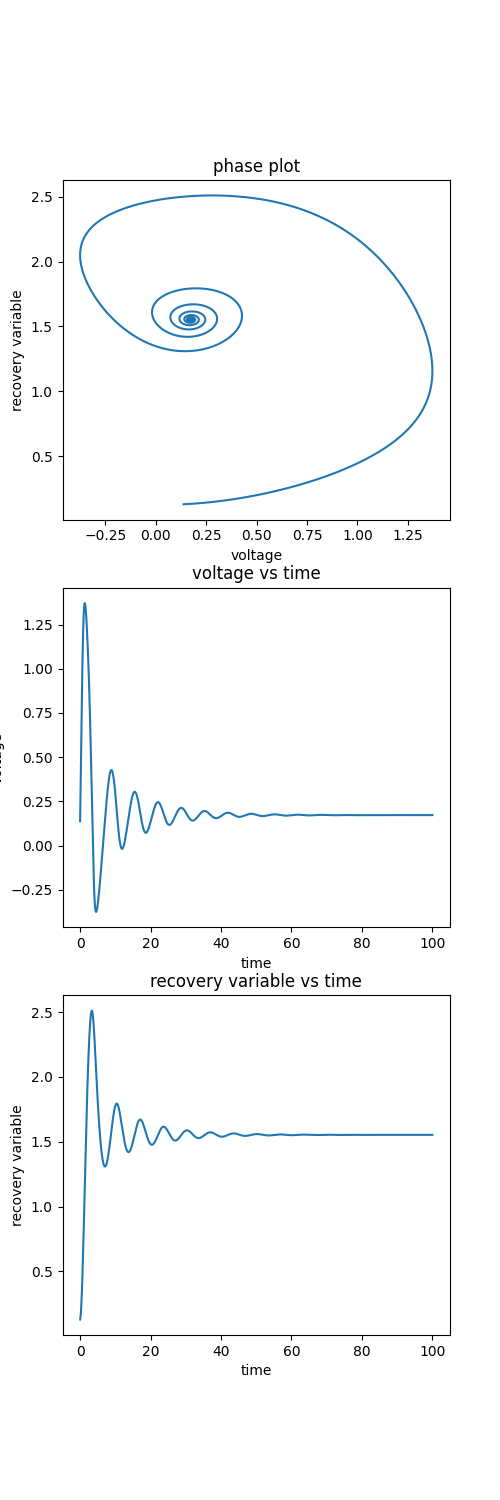 phase plot
2.5
2.0
1.5
1.0
0.5
recovery variable
−0.25 0.00 0.25 0.50 0.75 1.00 1.25
voltage
voltage vs time
1.25
1.00
0.75
0.50
0.25
0.00
−0.25
0 20 40 60 80 100
time
recovery variable vs time
2.5
2.0
1.5
1.0
0.5
recovery variable
0 20 40 60 80 100
time